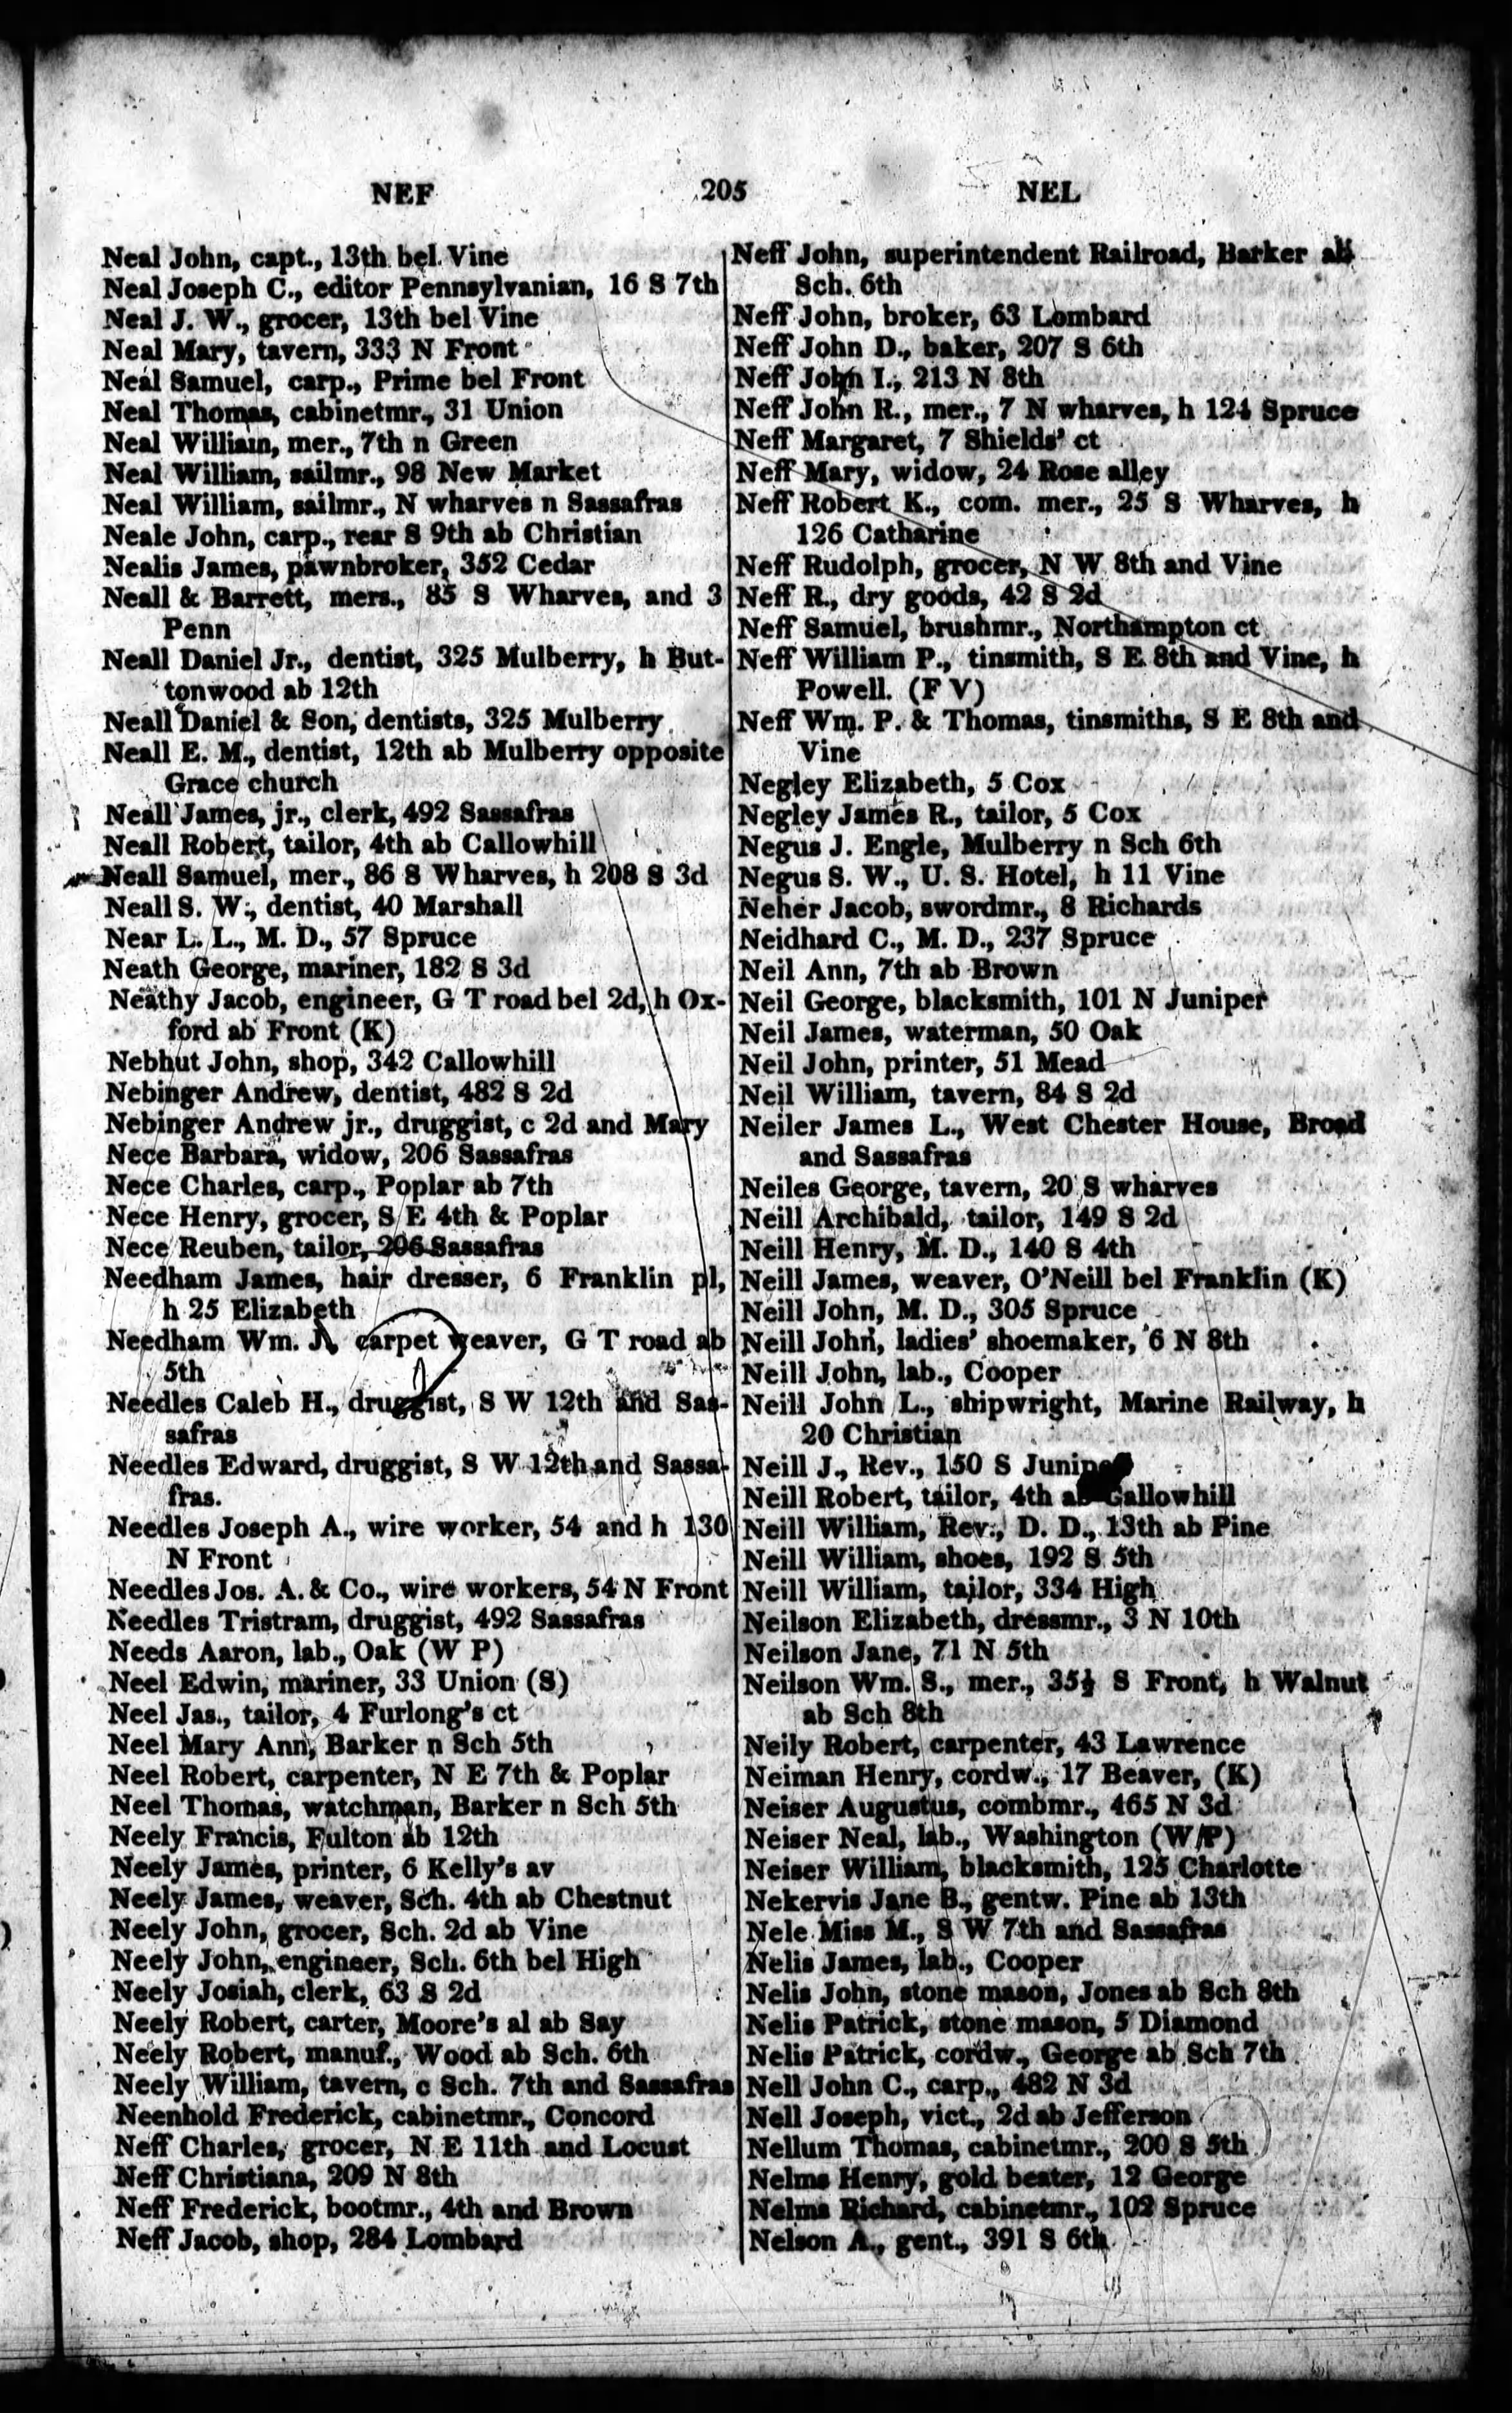 NEF 205 NEL
Neal John, capt., 13th bel. Vine
Neal Joseph C., editor Pennsylvanian, 16 S 7th
Neal J. W., grocer, 13th bel Vine
Neal Mary, tavern, 333 N Front
Neal Samuel, carp., Prime bel Front
Neal Thomas, cabinetmr., 31 Union
Neal William, mer., 7th n Green
Neal William, sailmr., 98 New Market
Neal William, sailmr., N wharves n Sassafras
Neale John, carp., rear S 9th ab Christian
Nealis James, pawnbroker, 352 Cedar
Neall & Barrett, mers., 85 S Wharves, and 3
Penn
Neall Daniel Jr., dentist, 325 Mulberry, h But-
tonwood ab 12th
Neall Daniel & Son, dentists, 325 Mulberry
Neall E. M., dentist, 12th ab Mulberry opposite
Grace church
Neall James, jr., clerk, 492 Sassafras
Neall Robert, tailor, 4th ab Callowhill
Neall Samuel, mer., 86 S Wharves, h 208 S 3d
Neall S. W., dentist, 40 Marshall
Near L. L., M. D., 57 Spruce
Neath George, mariner, 182 S 3d
Neathy Jacob, engineer, G T road bel 2d, h Ox-
ford ab Front (K)
Nebhut John, shop, 342 Callowhill
Nebinger Andrew, dentist, 482 S 2d
Nebinger Andrew jr., druggist, c 2d and Mary
Nece Barbara, widow, 206 Sassafras
Nece Charles, carp., Poplar ab 7th
Nece Henry, grocer, S E 4th & Poplar
Nece Reuben, tailor, 206 Sassafras
Needham James, hair dresser, 6 Franklin pl,
h 25 Elizabeth
Needham Wm. J., carpet weaver, G T road ab
5th
Needles Caleb H., druggist, S W 12th and Sas-
safras
Needles Edward, druggist, S W 12th and Sassa-
fras.
Needles Joseph A., wire worker, 54 and h 130
N Front
Needles Jos. A. & Co., wire workers, 54 N Front
Needles Tristram, druggist, 492 Sassafras
Needs Aaron, lab., Oak (W P)
Neel Edwin, mariner, 33 Union (S)
Neel Jas., tailor, 4 Furlong's ct
Neel Mary Ann, Barker n Sch 5th
Neel Robert, carpenter, N E 7th & Poplar
Neel Thomas, watchman, Barker n Sch 5th
Neely Francis, Fulton ab 12th
Neely James, printer, 6 Kelly's av
Neely James, weaver, Sch. 4th ab Chestnut
Neely John, grocer, Sch. 2d ab Vine
Neely John, engineer, Sch. 6th bel High
Neely Josiah, clerk, 63 S 2d
Neely Robert, carter, Moore's al ab Say
Neely Robert, manuf., Wood ab Sch. 6th
Neely William, tavern, c Sch. 7th and Sassafras
Neenhold Frederick, cabinetmr., Concord
Neff Charles, grocer, N E 11th and Locust
Neff Christiana, 209 N 8th
Neff Frederick, bootmr., 4th and Brown
Neff Jacob, shop, 284 Lombard
Neff John, superintendent Railroad, Barker ab
Sch. 6th
Neff John, broker, 63 Lombard
Neff John D., baker, 207 S 6th
Neff John I., 213 N 8th
Neff John R., mer., 7 N wharves, h 124 Spruce
Neff Margaret, 7 Shields' ct
Neff Mary, widow, 24 Rose alley
Neff Robert K., com. mer., 25 S Wharves, h
126 Catharine
Neff Rudolph, grocer, N W 8th and Vine
Neff R., dry goods, 42 S 2d
Neff Samuel, brushmr., Northampton ct
Neff William P., tinsmith, S E 8th and Vine, h
Powell. (F V)
Neff Wm. P. & Thomas, tinsmiths, S E 8th and
Vine
Negley Elizabeth, 5 Cox
Negley James R., tailor, 5 Cox
Negus J. Engle, Mulberry n Sch 6th
Negus S. W., U. S. Hotel, h 11 Vine
Neher Jacob, swordmr., 8 Richards
Neidhard C., M. D., 237 Spruce
Neil Ann, 7th ab Brown
Neil George, blacksmith, 101 N Juniper
Neil James, waterman, 50 Oak
Neil John, printer, 51 Mead
Neil William, tavern, 84 S 2d
Neiler James L., West Chester House, Broad
and Sassafras
Neiles George, tavern, 20 S wharves
Neill Archibald, tailor, 149 S 2d
Neill Henry, M. D., 140 S 4th
Neill James, weaver, O'Neill bel Franklin (K)
Neill John, M. D., 305 Spruce
Neill John, ladies' shoemaker, 6 N 8th
Neill John, lab., Cooper
Neill John L., shipwright, Marine Railway, h
20 Christian
Neill J., Rev., 150 S Juniper
Neill Robert, tailor, 4th ab Callowhill
Neill William, Rev., D. D., 13th ab Pine
Neill William, shoes, 192 S 5th
Neill William, tailor, 334 High
Neilson Elizabeth, dressmr., 3 N 10th
Neilson Jane, 71 N 5th
Neilson Wm. S., mer., 35½ S Front, h Walnut
ab Sch 8th
Neily Robert, carpenter, 43 Lawrence
Neiman Henry, cordw., 17 Beaver, (K)
Neiser Augustus, combmr., 465 N 3d
Neiser Neal, lab., Washington (W P)
Neiser William, blacksmith, 125 Charlotte
Nekervis Jane B., gentw. Pine ab 13th
Nele Miss M., S W 7th and Sassafras
Nelis James, lab., Cooper
Nelis John, stone mason, Jones ab Sch 8th
Nelis Patrick, stone mason, 5 Diamond
Nelis Patrick, cordw., George ab Sch 7th
Nell John C., carp., 482 N 3d
Nell Joseph, vict., 2d ab Jefferson
Nellum Thomas, cabinetmr., 200 S 5th
Nelms Henry, gold beater, 12 George
Nelms Richard, cabinetmr., 102 Spruce
Nelson A., gent., 391 S 6th